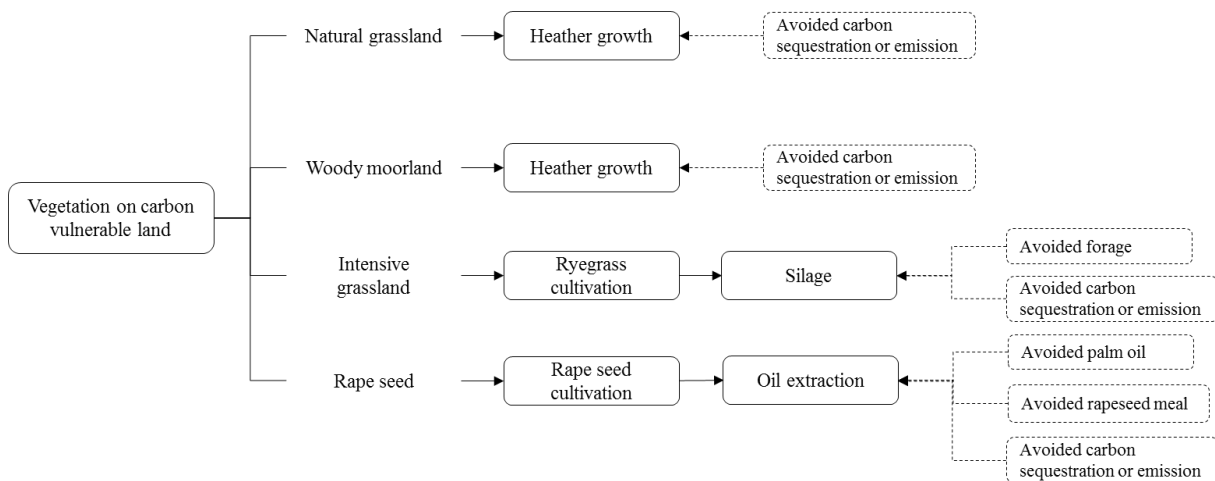 Vegetation on carbon
vulnerable land
Natural grassland
Heather growth
Avoided carbon
sequestration or emission
Woody moorland
Heather growth
Avoided carbon
sequestration or emission
Intensive
grassland
Ryegrass
cultivation
Silage
Avoided forage
Avoided carbon
sequestration or emission
Rape seed
Rape seed
cultivation
Oil extraction
Avoided palm oil
Avoided rapeseed meal
Avoided carbon
sequestration or emission